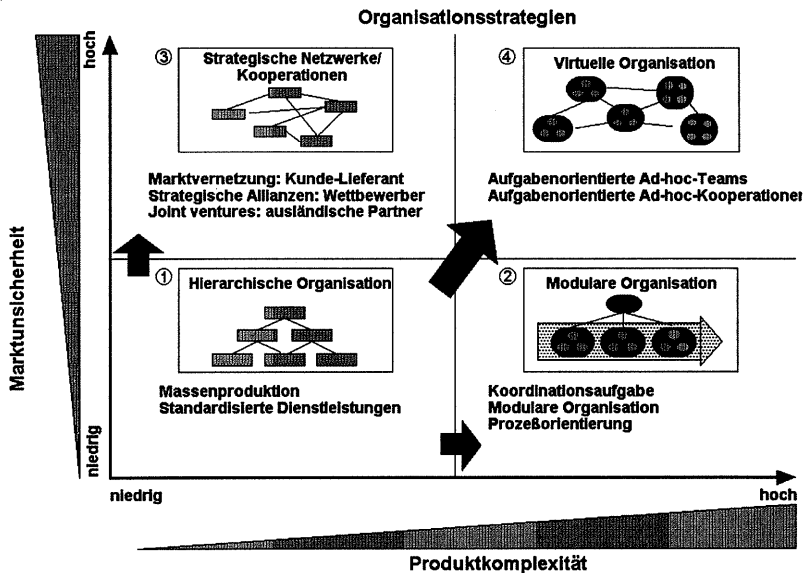 Organisationsstrategien
hoch
③
Strategische Netzwerke/
Kooperationen
④
Virtuelle Organisation
Marktvernetzung: Kunde-Lieferant
Strategische Allianzen: Wettbewerber
Joint ventures: ausländische Partner
Aufgabenorientierte Ad-hoc-Teams
Aufgabenorientierte Ad-hoc-Kooperationen
Marktunsicherheit
①
Hierarchische Organisation
②
Modulare Organisation
Massenproduktion
Standardisierte Dienstleistungen
Koordinationsaufgabe
Modulare Organisation
Prozeßorientierung
niedrig
niedrig
hoch
Produktkomplexität